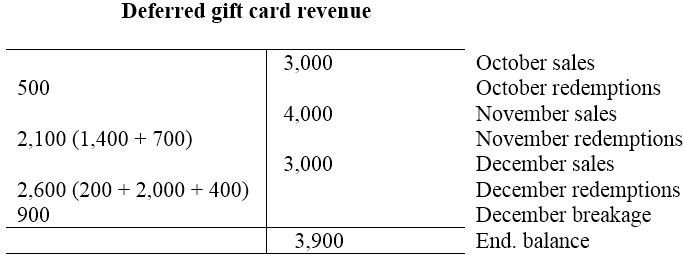 Deferred gift card revenue
3,000 October sales
500 October redemptions
4,000 November sales
2,100 (1,400 + 700) November redemptions
3,000 December sales
2,600 (200 + 2,000 + 400) December redemptions
900 December breakage
3,900 End. balance